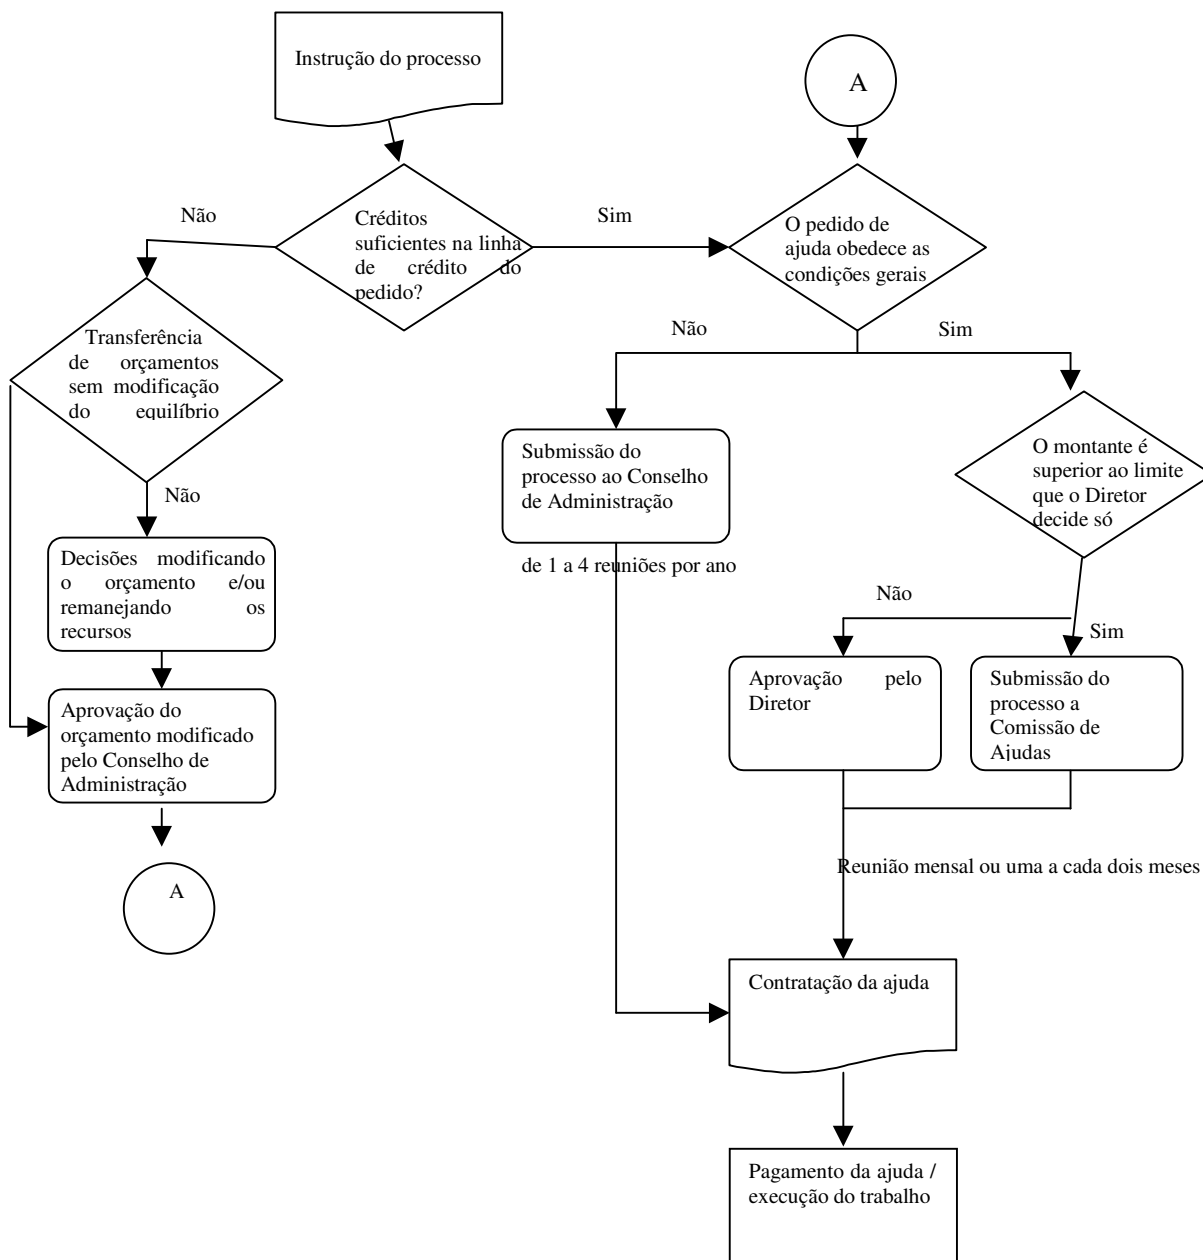 Instrução do processo
A
Não
Créditos
suficientes na linha
de crédito do
pedido?
Sim
O pedido de
ajuda obedece as
condições gerais
Transferência
de orçamentos
sem modificação
do equilíbrio
Não
Sim
Submissão do
processo ao Conselho
de Administração
de 1 a 4 reuniões por ano
O montante é
superior ao limite
que o Diretor
decide só
Não
Decisões modificando
o orçamento e/ou
remanejando os
recursos
Não
Sim
Aprovação pelo
Diretor
Submissão do
processo a
Comissão de
Ajudas
Aprovação do
orçamento modificado
pelo Conselho de
Administração
A
Reunião mensal ou uma a cada dois meses
Contratação da ajuda
Pagamento da ajuda /
execução do trabalho